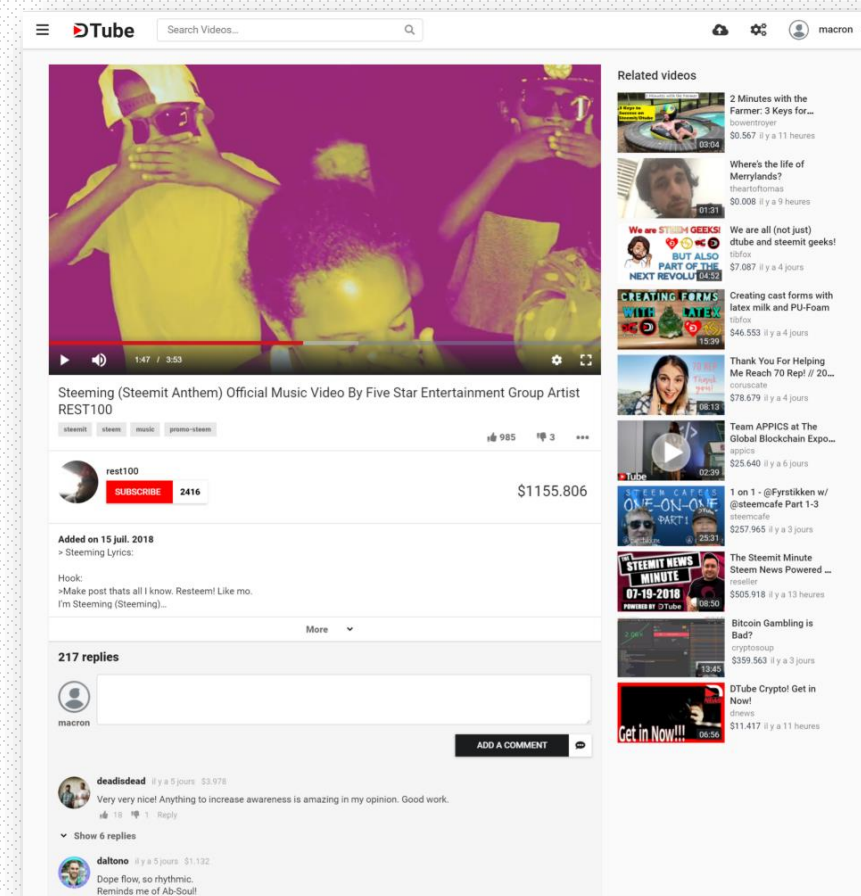 DTube
Search Videos...
macron
1:47 / 3:53
Steeming (Steemit Anthem) Official Music Video By Five Star Entertainment Group Artist
REST100
steemit steem music promo-steem
985 3
rest100
SUBSCRIBE 2416
$1155.806
Added on 15 juil. 2018
> Steeming Lyrics:
Hook:
>Make post thats all I know. Resteem! Like mo.
I'm Steeming (Steeming)...
More
217 replies
macron
ADD A COMMENT
deadisdead il y a 5 jours $3.978
Very very nice! Anything to increase awareness is amazing in my opinion. Good work.
18 1 Reply
Show 6 replies
daltono il y a 5 jours $1.132
Dope flow, so rhythmic.
Reminds me of Ab-Soul!
Related videos
03:04
2 Minutes with the
Farmer: 3 Keys for...
bowentroyer
$0.567 il y a 11 heures
01:31
Where's the life of
Merrylands?
theartoftomas
$0.008 il y a 9 heures
We are STEEM GEEKS!
BUT ALSO
PART OF THE
NEXT REVOLUT
04:52
We are all (not just)
dtube and steemit geeks!
tibfox
$7.087 il y a 4 jours
CREATING FORMS
WITH LATEX
15:39
Creating cast forms with
latex milk and PU-Foam
tibfox
$46.553 il y a 4 jours
08:13
Thank You For Helping
Me Reach 70 Rep! // 20...
coruscate
$78.679 il y a 4 jours
DTube
02:39
Team APPICS at The
Global Blockchain Expo...
appics
$25.640 il y a 6 jours
STEEM CAFE'S
ONE-ON-ONE
PART 1
25:31
1 on 1 - @Fyrstikken w/
@steemcafe Part 1-3
steemcafe
$257.965 il y a 3 jours
THE
STEEMIT NEWS
MINUTE
07-19-2018
POWERED BY DTube
08:50
The Steemit Minute
Steem News Powered ...
reseller
$505.918 il y a 13 heures
13:45
Bitcoin Gambling is
Bad?
cryptosoup
$359.563 il y a 3 jours
Get in Now!!!
06:56
DTube Crypto! Get in
Now!
dnews
$11.417 il y a 11 heures